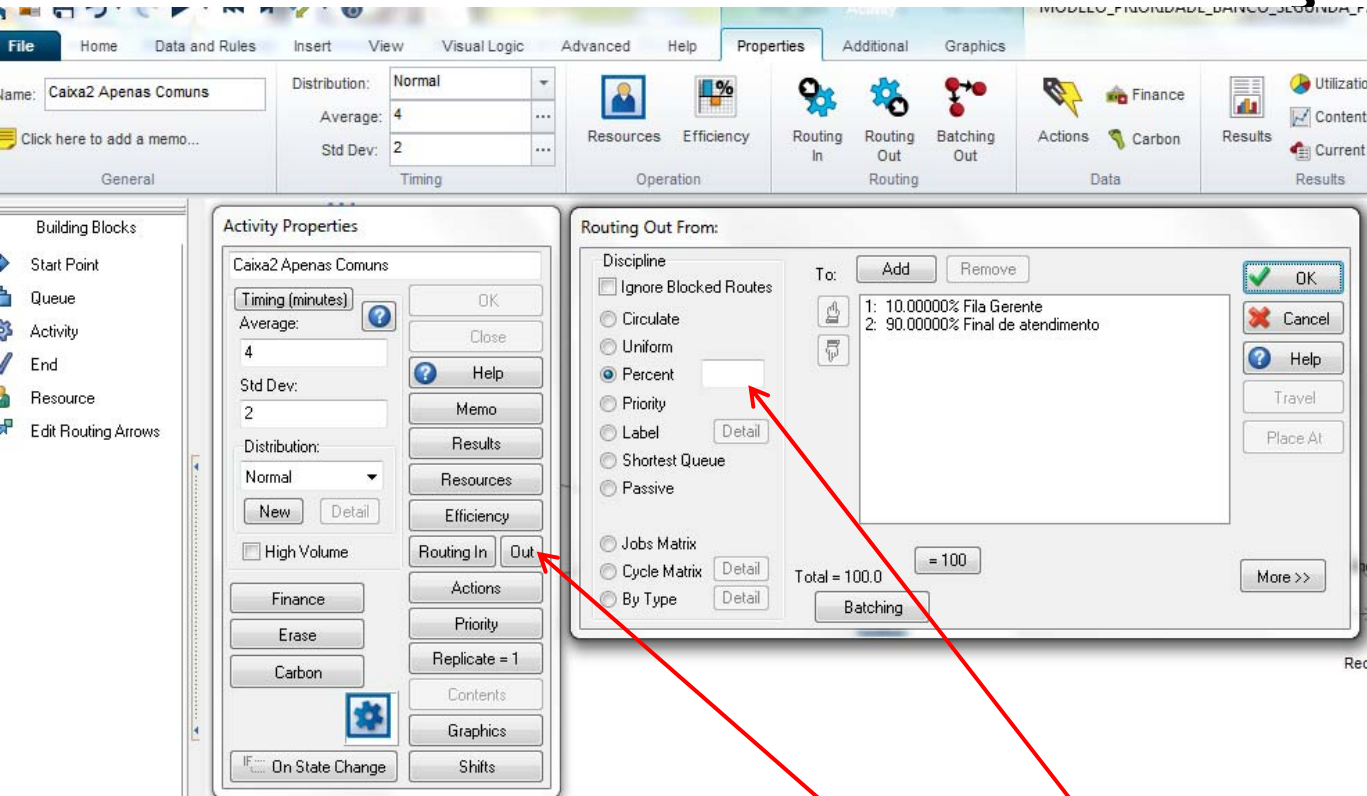 MODELO_PRIORIDADE_BANCO_SEGUNDA_P
File Home Data and Rules Insert View Visual Logic Advanced Help Properties Additional Graphics
Name: Caixa2 Apenas Comuns
Click here to add a memo...
General
Distribution: Normal
Average: 4 ...
Std Dev: 2 ...
Timing
Resources Efficiency
Operation
Routing In
Routing Out
Batching Out
Routing
Actions Finance
Carbon
Data
Results
Utilizatio
Content
Current
Results
Building Blocks
Start Point
Queue
Activity
End
Resource
Edit Routing Arrows
Activity Properties
Caixa2 Apenas Comuns
Timing (minutes)
Average:
4
Std Dev:
2
Distribution:
Normal
New Detail
High Volume
Finance
Erase
Carbon
IF... On State Change
OK
Close
Help
Memo
Results
Resources
Efficiency
Routing In Out
Actions
Priority
Replicate = 1
Contents
Graphics
Shifts
Routing Out From:
Discipline
Ignore Blocked Routes
Circulate
Uniform
Percent
Priority
Label Detail
Shortest Queue
Passive
Jobs Matrix
Cycle Matrix Detail
By Type Detail
To: Add Remove
1: 10.00000% Fila Gerente
2: 90.00000% Final de atendimento
= 100
Total = 100.0
Batching
OK
Cancel
Help
Travel
Place At
More >>
Rec